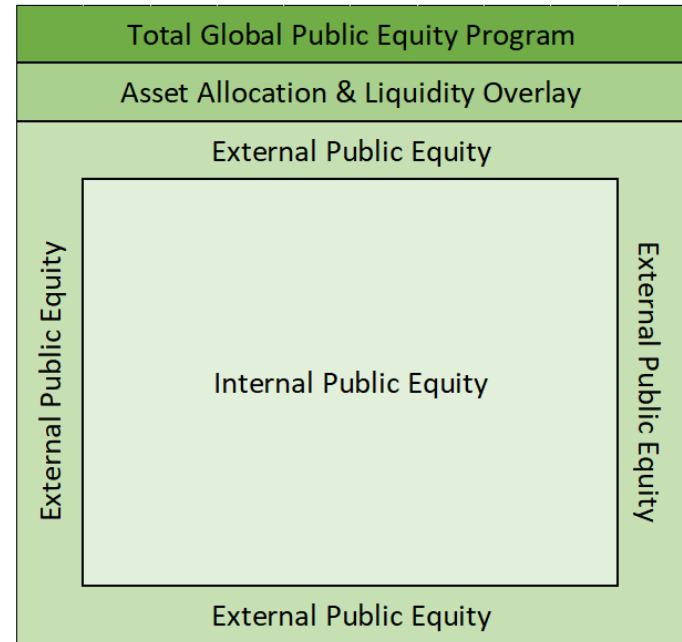 Total Global Public Equity Program
Asset Allocation & Liquidity Overlay
External Public Equity
External Public Equity
Internal Public Equity
External Public Equity
External Public Equity